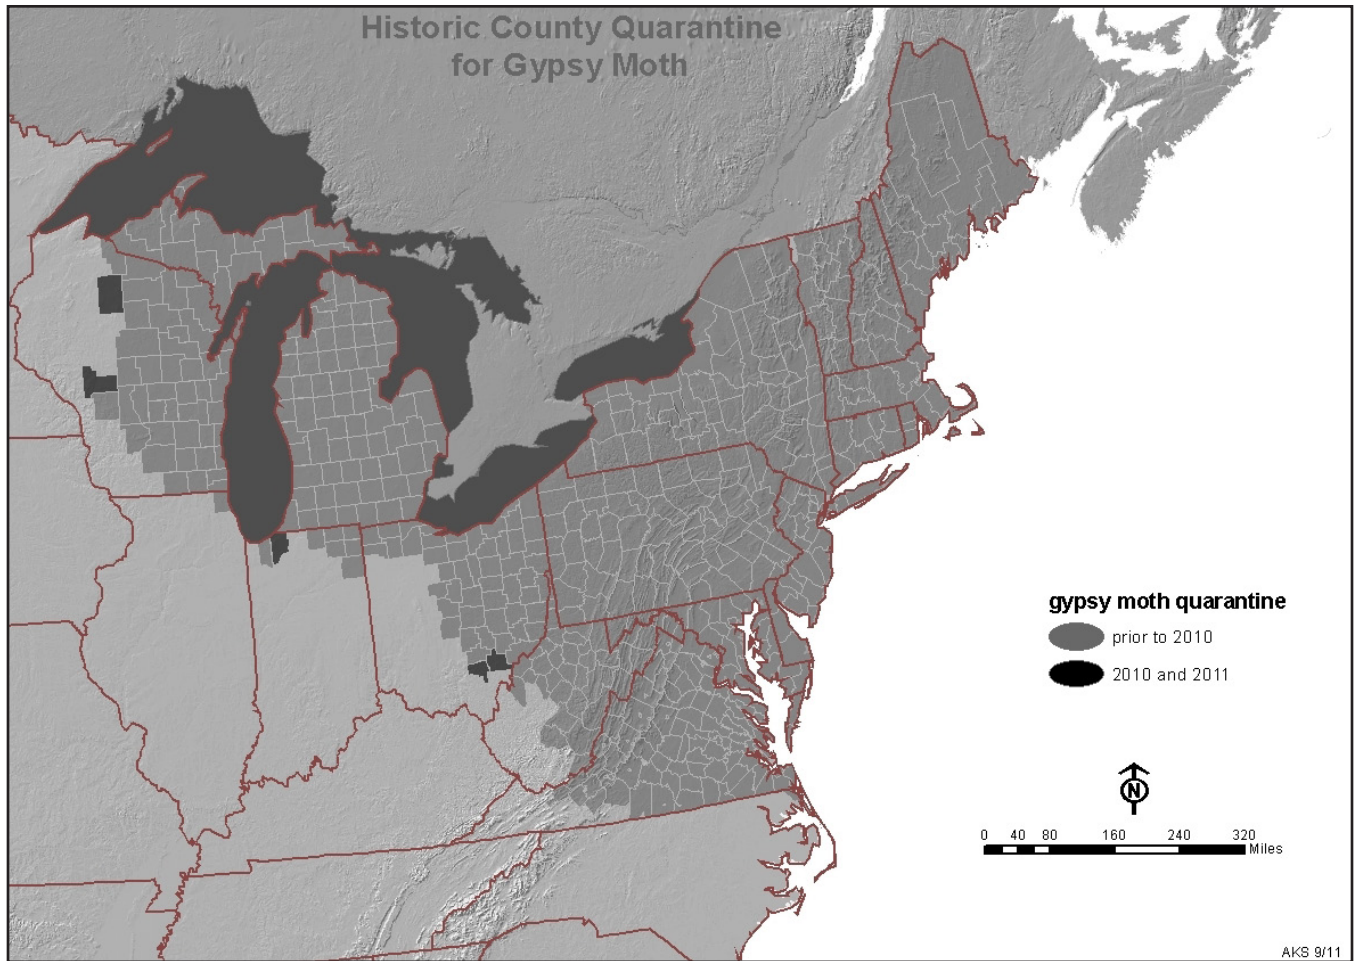 Historic County Quarantine
for Gypsy Moth
gypsy moth quarantine
prior to 2010
2010 and 2011
N
0 40 80 160 240 320
Miles
AKS 9/11